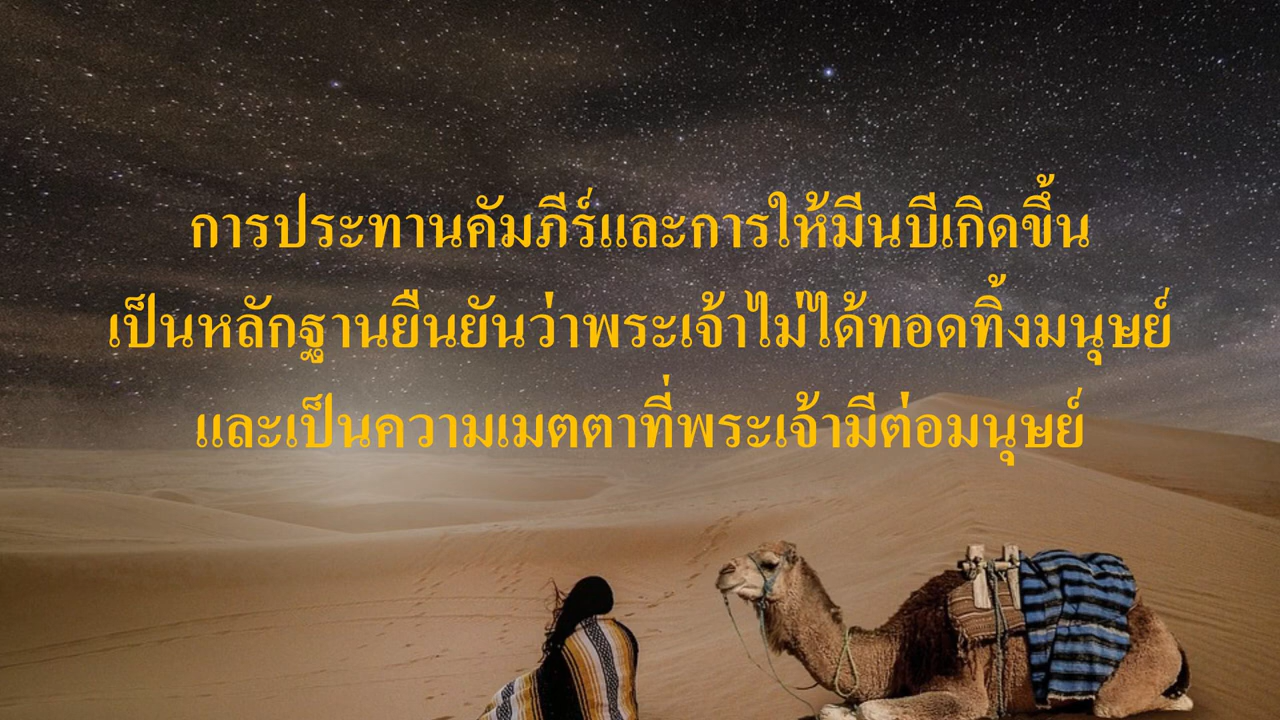 การประทานคัมภีร์และการให้มีนบีเกิดขึ้น
เป็นหลักฐานยืนยันว่าพระเจ้าไม่ได้ทอดทิ้งมนุษย์
และเป็นความเมตตาที่พระเจ้ามีต่อมนุษย์